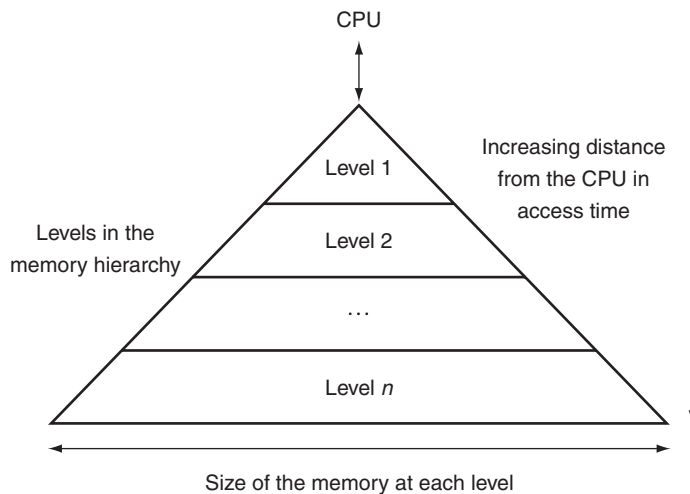 CPU
Level 1
Increasing distance
from the CPU in
access time
Levels in the
memory hierarchy
Level 2
...
Level n
Size of the memory at each level